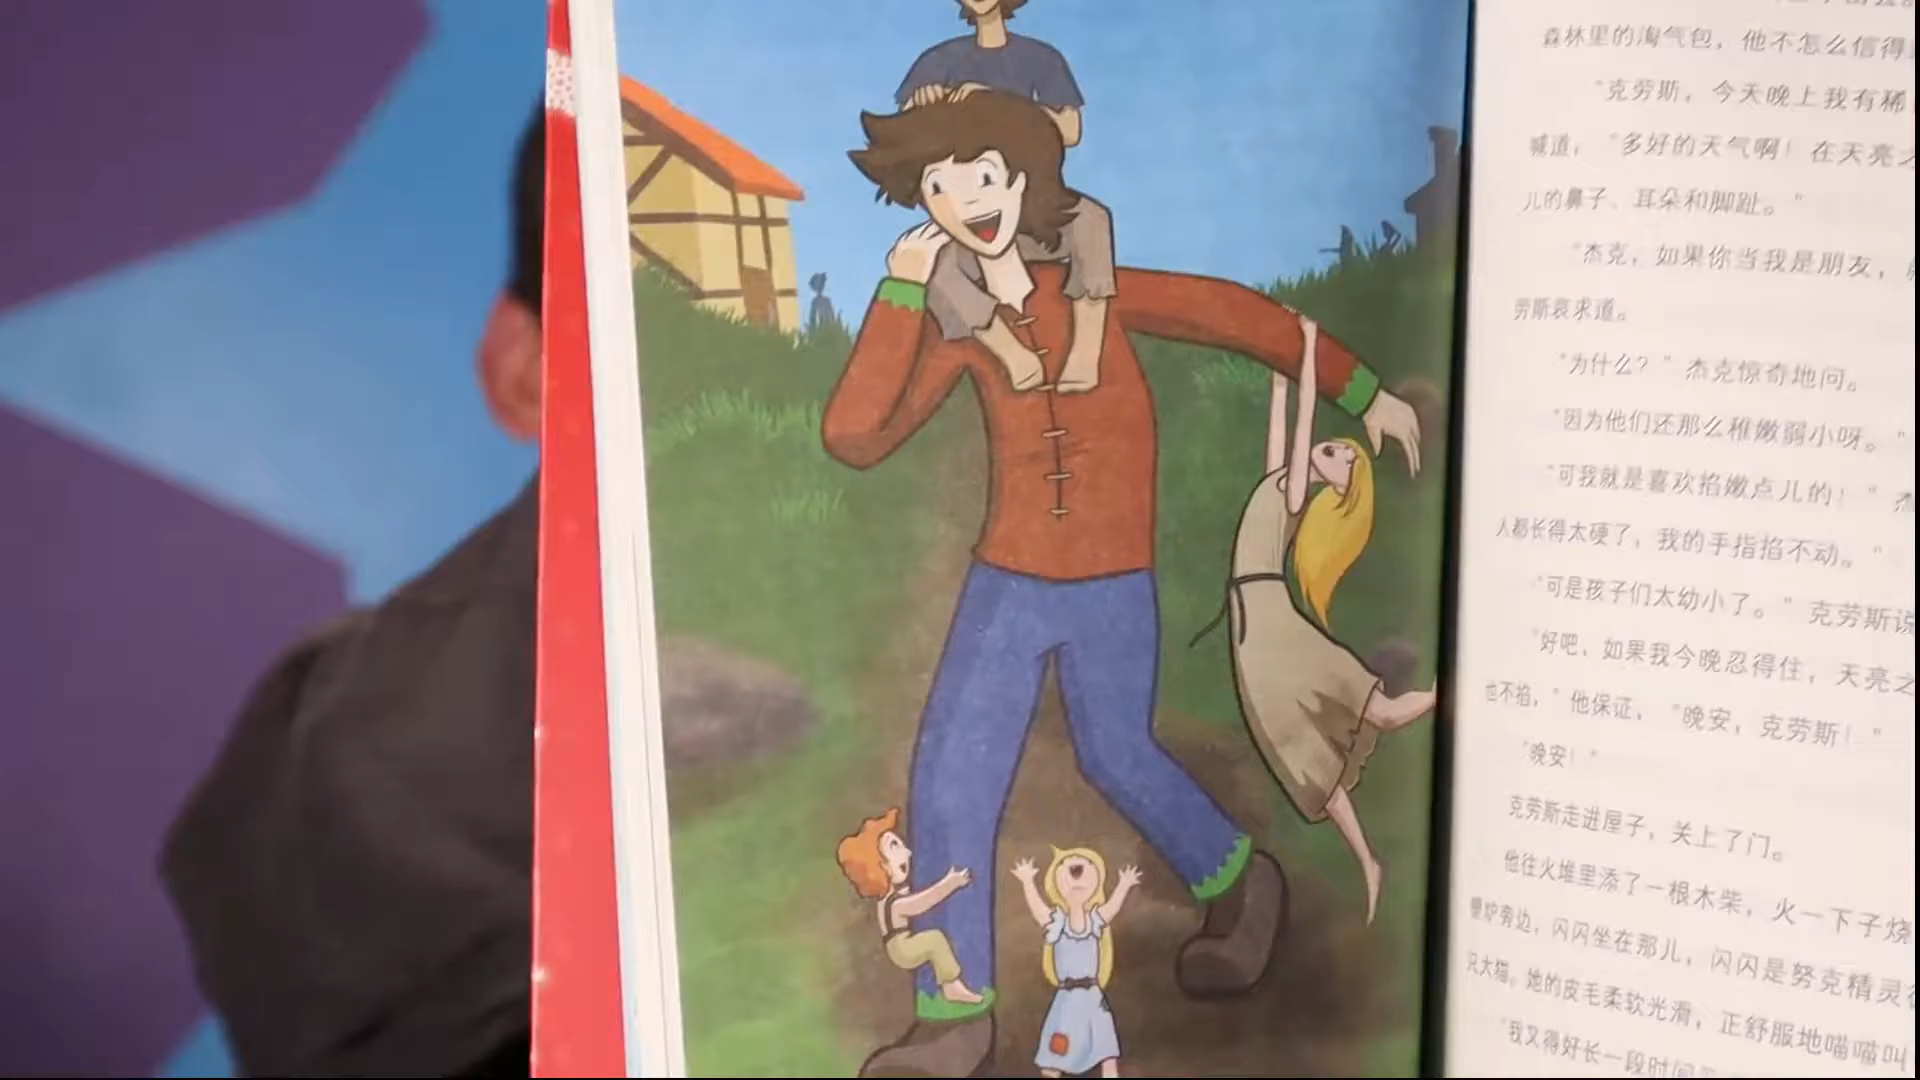 森林里的淘气包，他不怎么信得
“克劳斯，今天晚上我有稀
喊道，“多好的天气啊！在天亮之
儿的鼻子、耳朵和脚趾。”
“杰克，如果你当我是朋友，
劳斯哀求道。
“为什么？”杰克惊奇地问。
“因为他们还那么稚嫩弱小呀。”
“可我就是喜欢掐嫩点儿的！”杰
人都长得太硬了，我的手指掐不动。”
“可是孩子们太幼小了。”克劳斯说
“好吧，如果我今晚忍得住，天亮之
也不掐，”他保证，“晚安，克劳斯！”
“晚安！”
克劳斯走进屋子，关上了门。
他往火堆里添了一根木柴，火一下子烧
壁炉旁边，闪闪坐在那儿，闪闪是努克精灵
只大猫。她的皮毛柔软光滑，正舒服地喵喵叫
“我又得好长一段时间